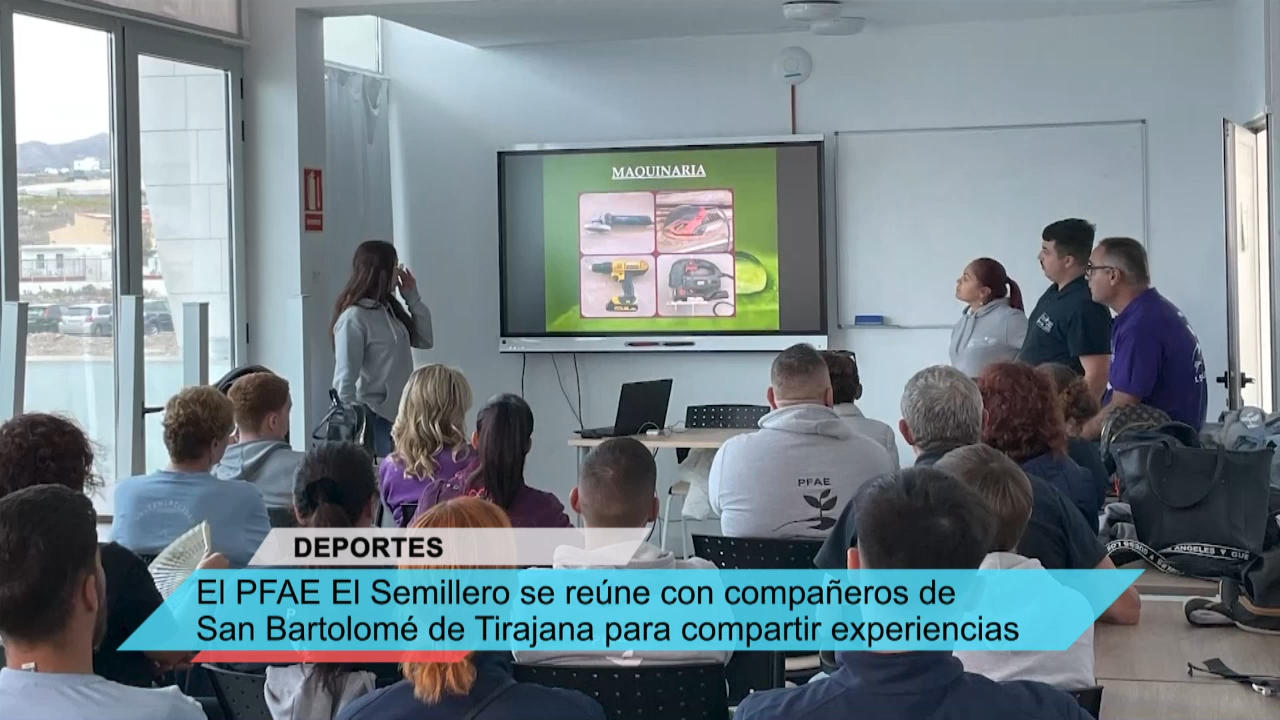 MAQUINARIA
PFAE
ANGELES
DEPORTES
El PFAE El Semillero se reúne con compañeros de
San Bartolomé de Tirajana para compartir experiencias